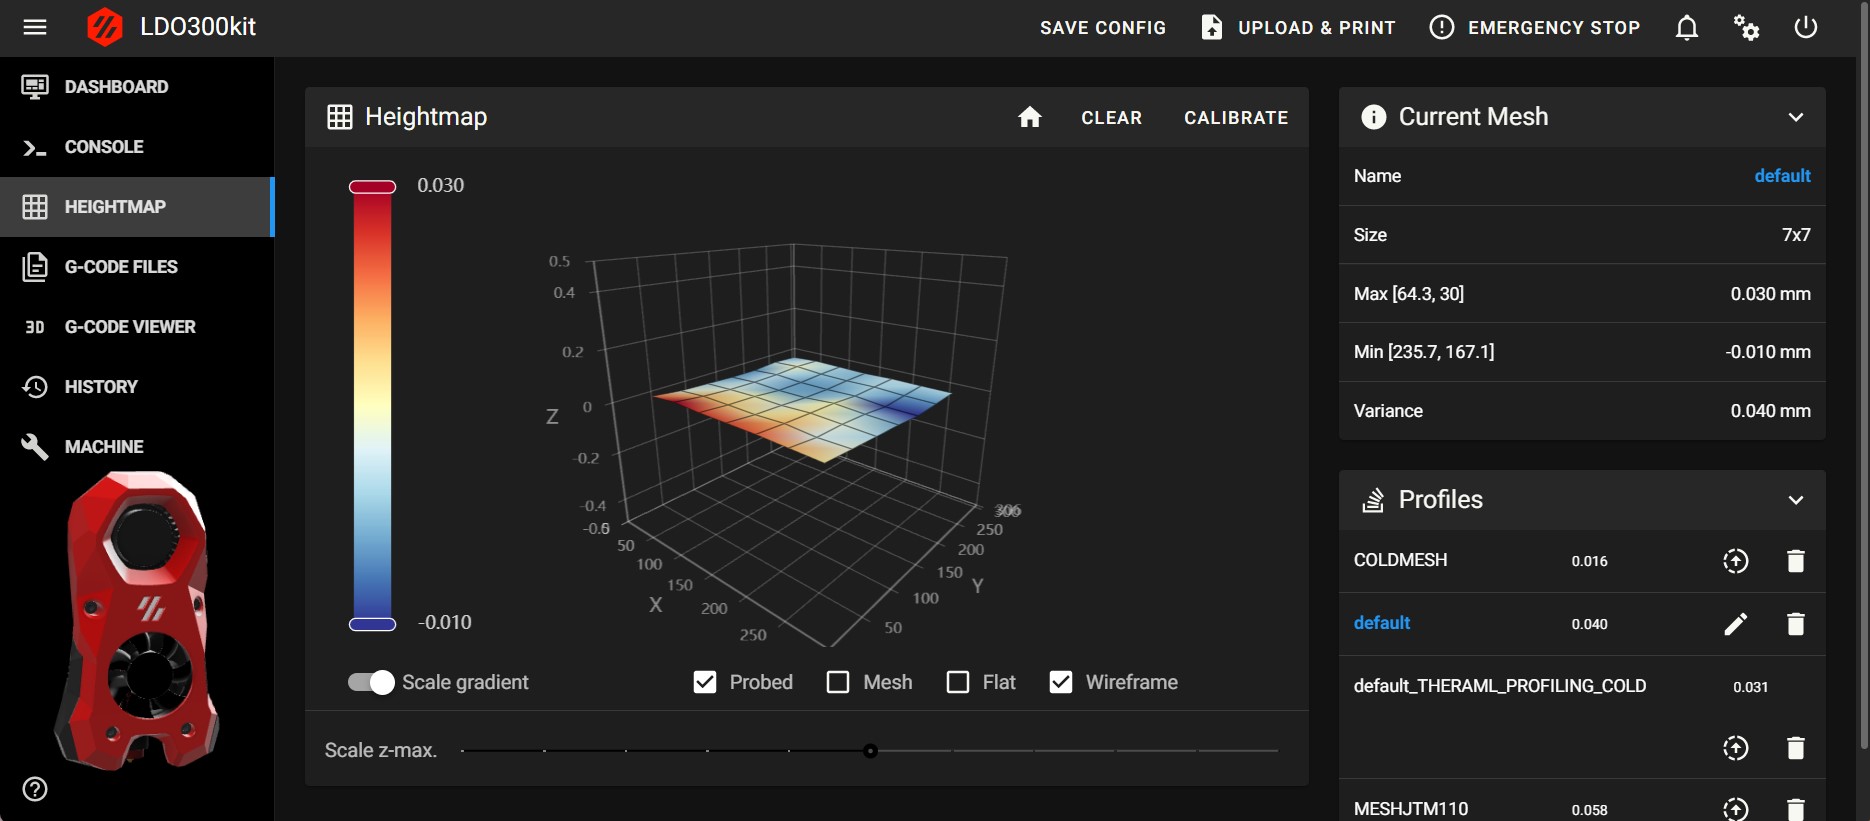 LDO300kit
SAVE CONFIG
UPLOAD & PRINT
EMERGENCY STOP
DASHBOARD
CONSOLE
HEIGHTMAP
G-CODE FILES
3D G-CODE VIEWER
HISTORY
MACHINE
Heightmap
CLEAR
CALIBRATE
0.030
-0.010
0.5
0.4
0.2
0
Z
-0.2
-0.4
50
100
150
200
250
X
50
100
150
200
250
Y
Scale gradient
Probed
Mesh
Flat
Wireframe
Scale z-max.
Current Mesh
Name default
Size 7x7
Max [64.3, 30] 0.030 mm
Min [235.7, 167.1] -0.010 mm
Variance 0.040 mm
Profiles
COLDMESH 0.016
default 0.040
default_THERAML_PROFILING_COLD 0.031
MESHJTM110 0.058